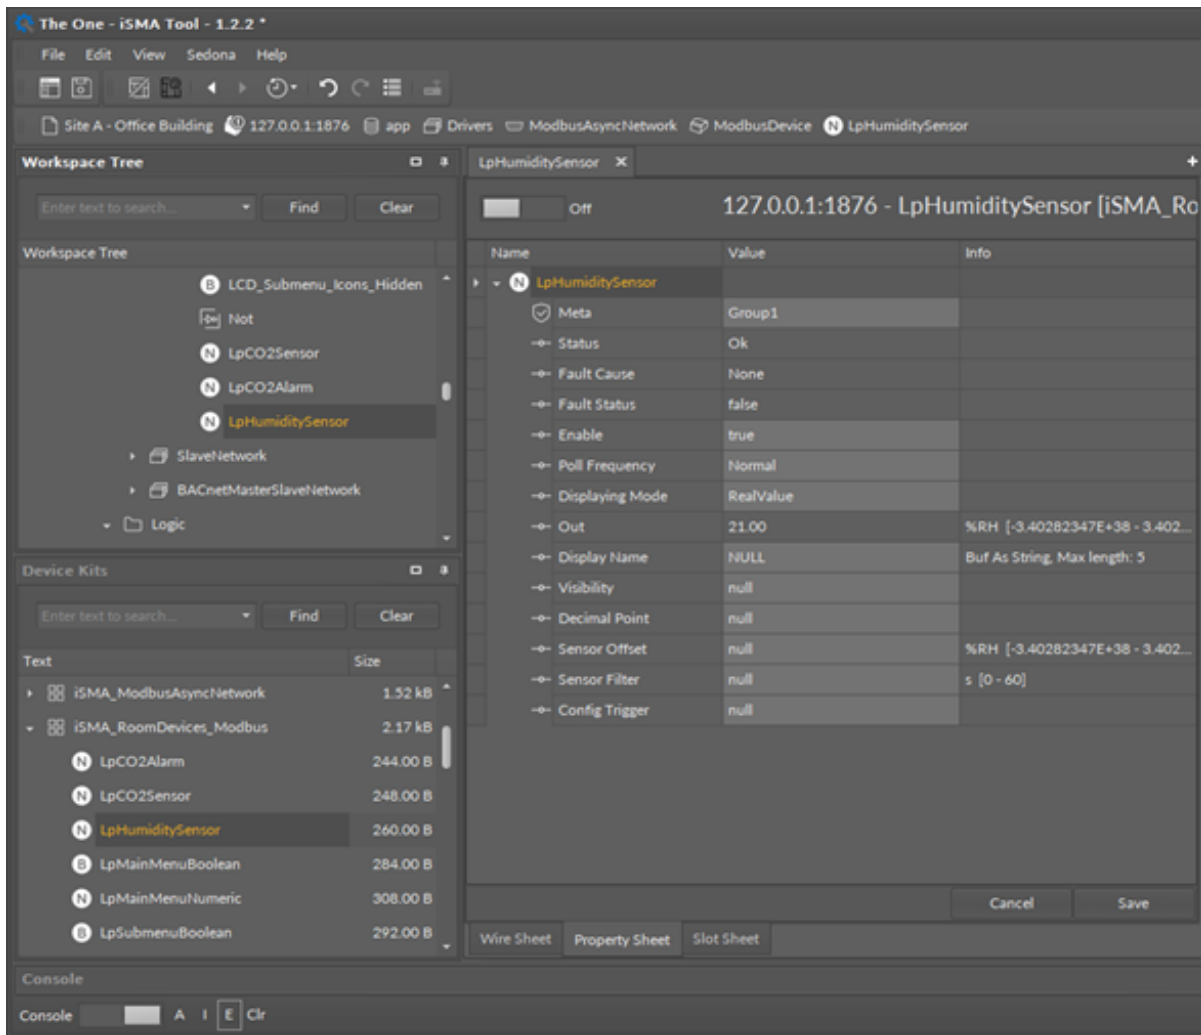 The One - iSMA Tool - 1.2.2 *
File Edit View Sedona Help
Site A - Office Building 127.0.0.1:1876 app Drivers ModbusAsyncNetwork ModbusDevice N LpHumiditySensor
Workspace Tree
Enter text to search... Find Clear
Workspace Tree
B LCD_Submenu_Icons_Hidden
Not
N LpCO2Sensor
N LpCO2Alarm
N LpHumiditySensor
SlaveNetwork
BACnetMasterSlaveNetwork
Logic
Device Kits
Enter text to search... Find Clear
Text Size
iSMA_ModbusAsyncNetwork 1.52 kB
iSMA_RoomDevices_Modbus 2.17 kB
N LpCO2Alarm 244.00 B
N LpCO2Sensor 248.00 B
N LpHumiditySensor 260.00 B
B LpMainMenuBoolean 284.00 B
N LpMainMenuNumeric 308.00 B
B LpSubmenuBoolean 292.00 B
LpHumiditySensor X +
Off 127.0.0.1:1876 - LpHumiditySensor [iSMA_Ro
Name Value Info
N LpHumiditySensor
Meta Group1
Status Ok
Fault Cause None
Fault Status false
Enable true
Poll Frequency Normal
Displaying Mode RealValue
Out 21.00 %RH [-3.40282347E+38 - 3.402...
Display Name NULL Buf As String, Max length: 5
Visibility null
Decimal Point null
Sensor Offset null %RH [-3.40282347E+38 - 3.402...
Sensor Filter null s [0 - 60]
Config Trigger null
Cancel Save
Wire Sheet Property Sheet Slot Sheet
Console
Console A I E Clr